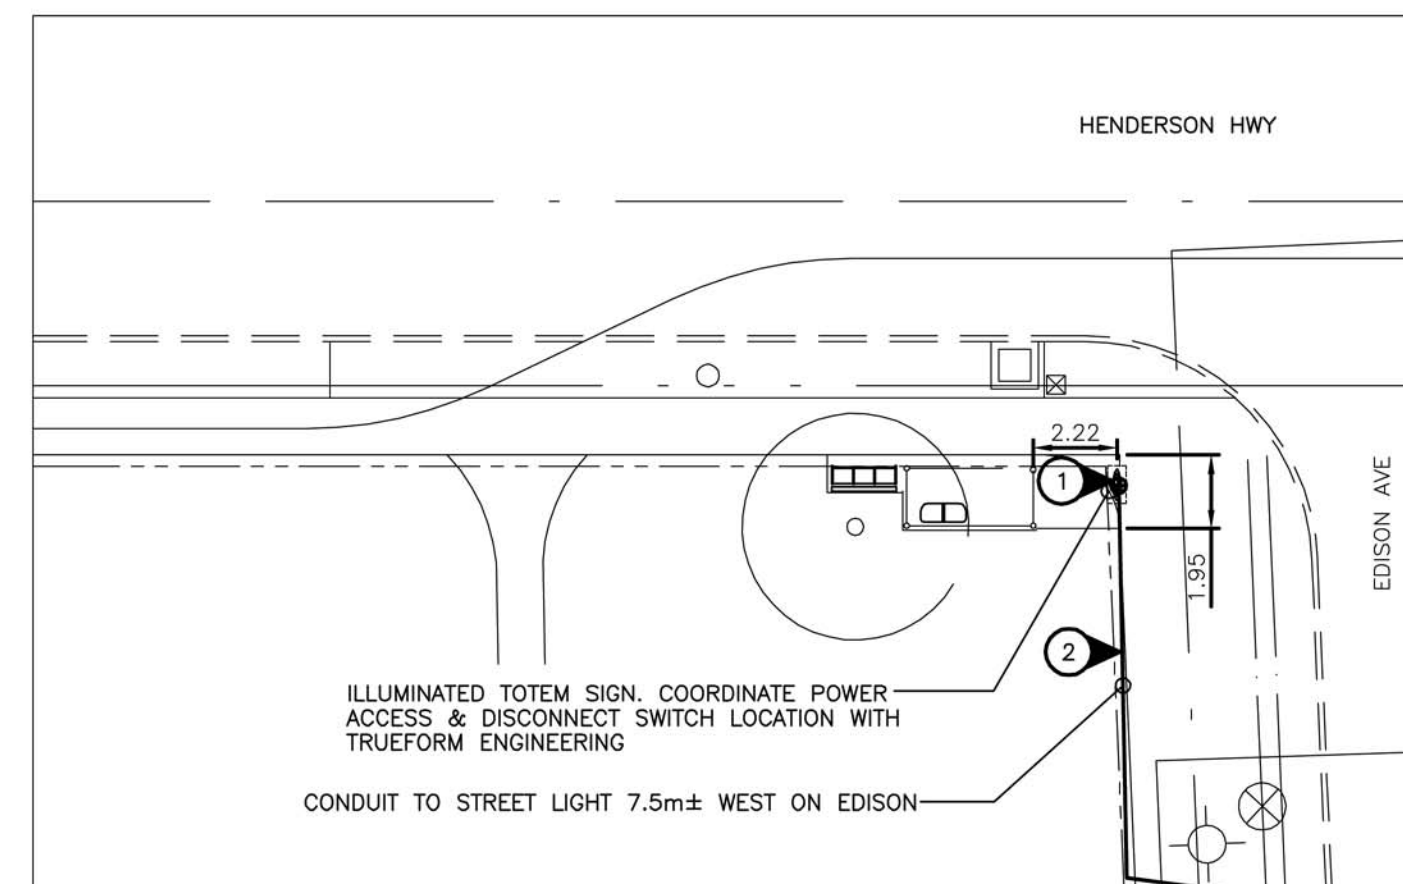 HENDERSON HWY
2.22
1
EDISON AVE
1.95
2
ILLUMINATED TOTEM SIGN. COORDINATE POWER
ACCESS & DISCONNECT SWITCH LOCATION WITH
TRUEFORM ENGINEERING
CONDUIT TO STREET LIGHT 7.5m± WEST ON EDISON